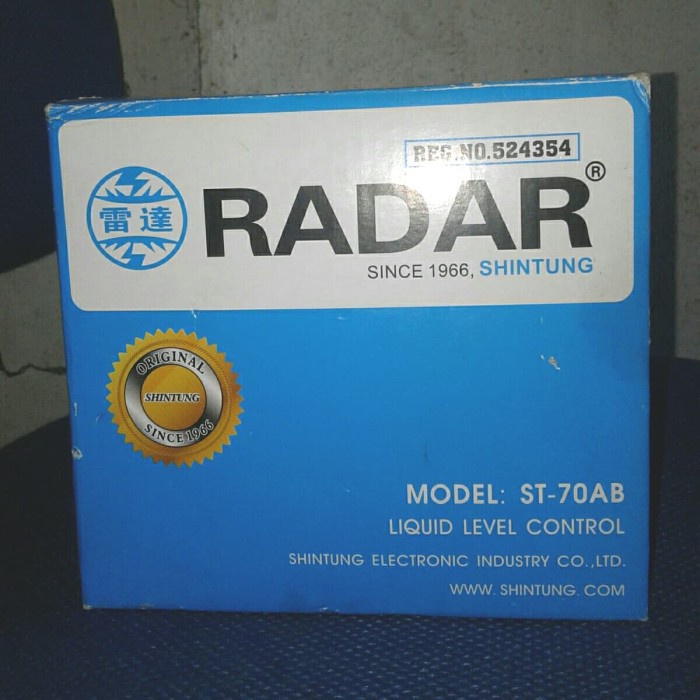 REG.NO.524354
雷達
RADAR®
SINCE 1966, SHINTUNG
ORIGINAL
SHINTUNG
SINCE 1966
MODEL: ST-70AB
LIQUID LEVEL CONTROL
SHINTUNG ELECTRONIC INDUSTRY CO.,LTD.
WWW.SHINTUNG.COM